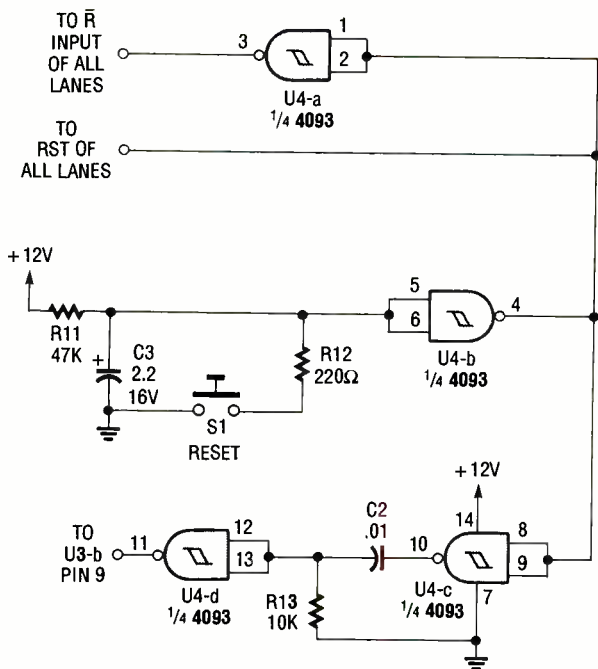 TO R̄
INPUT
OF ALL
LANES
3
1
2
U4-a
1/4 4093
TO
RST OF
ALL LANES
+12V
R11
47K
+
C3
2.2
16V
S1
RESET
R12
220Ω
5
6
4
U4-b
1/4 4093
TO
U3-b
PIN 9
11
12
13
U4-d
1/4 4093
R13
10K
C2
.01
+12V
14
10
8
9
7
U4-c
1/4 4093